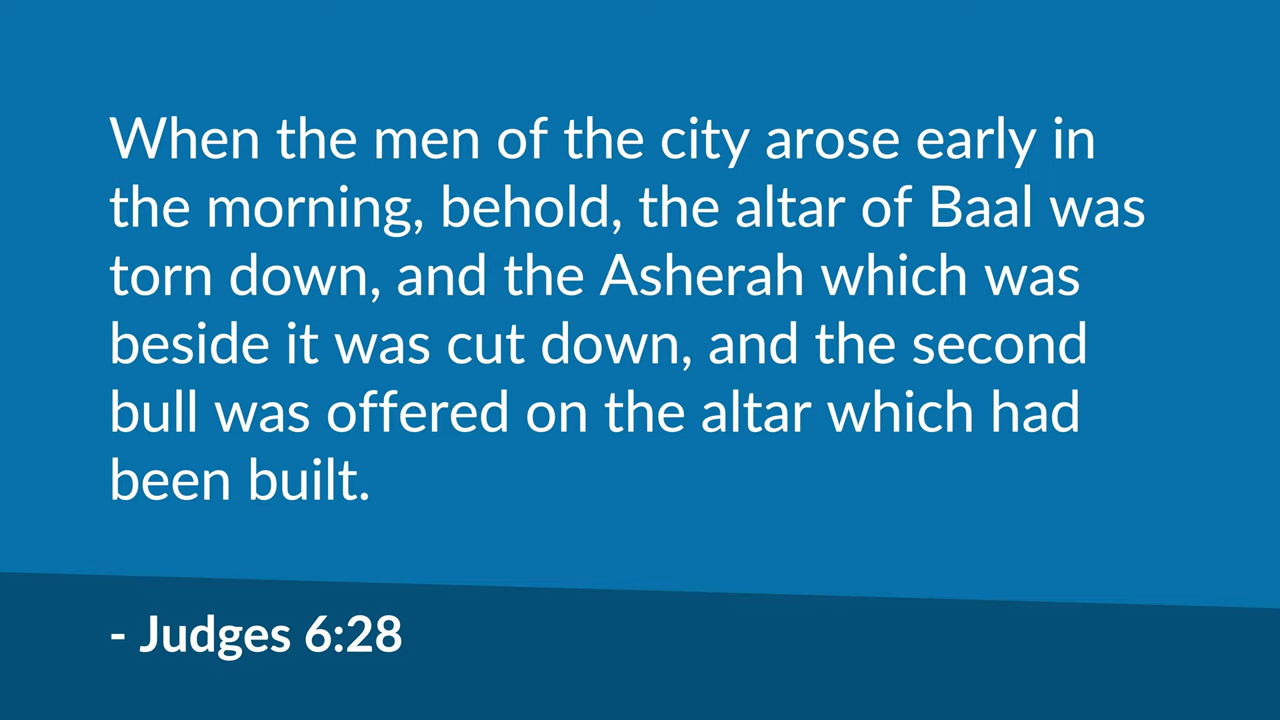 When the men of the city arose early in
the morning, behold, the altar of Baal was
torn down, and the Asherah which was
beside it was cut down, and the second
bull was offered on the altar which had
been built.
- Judges 6:28